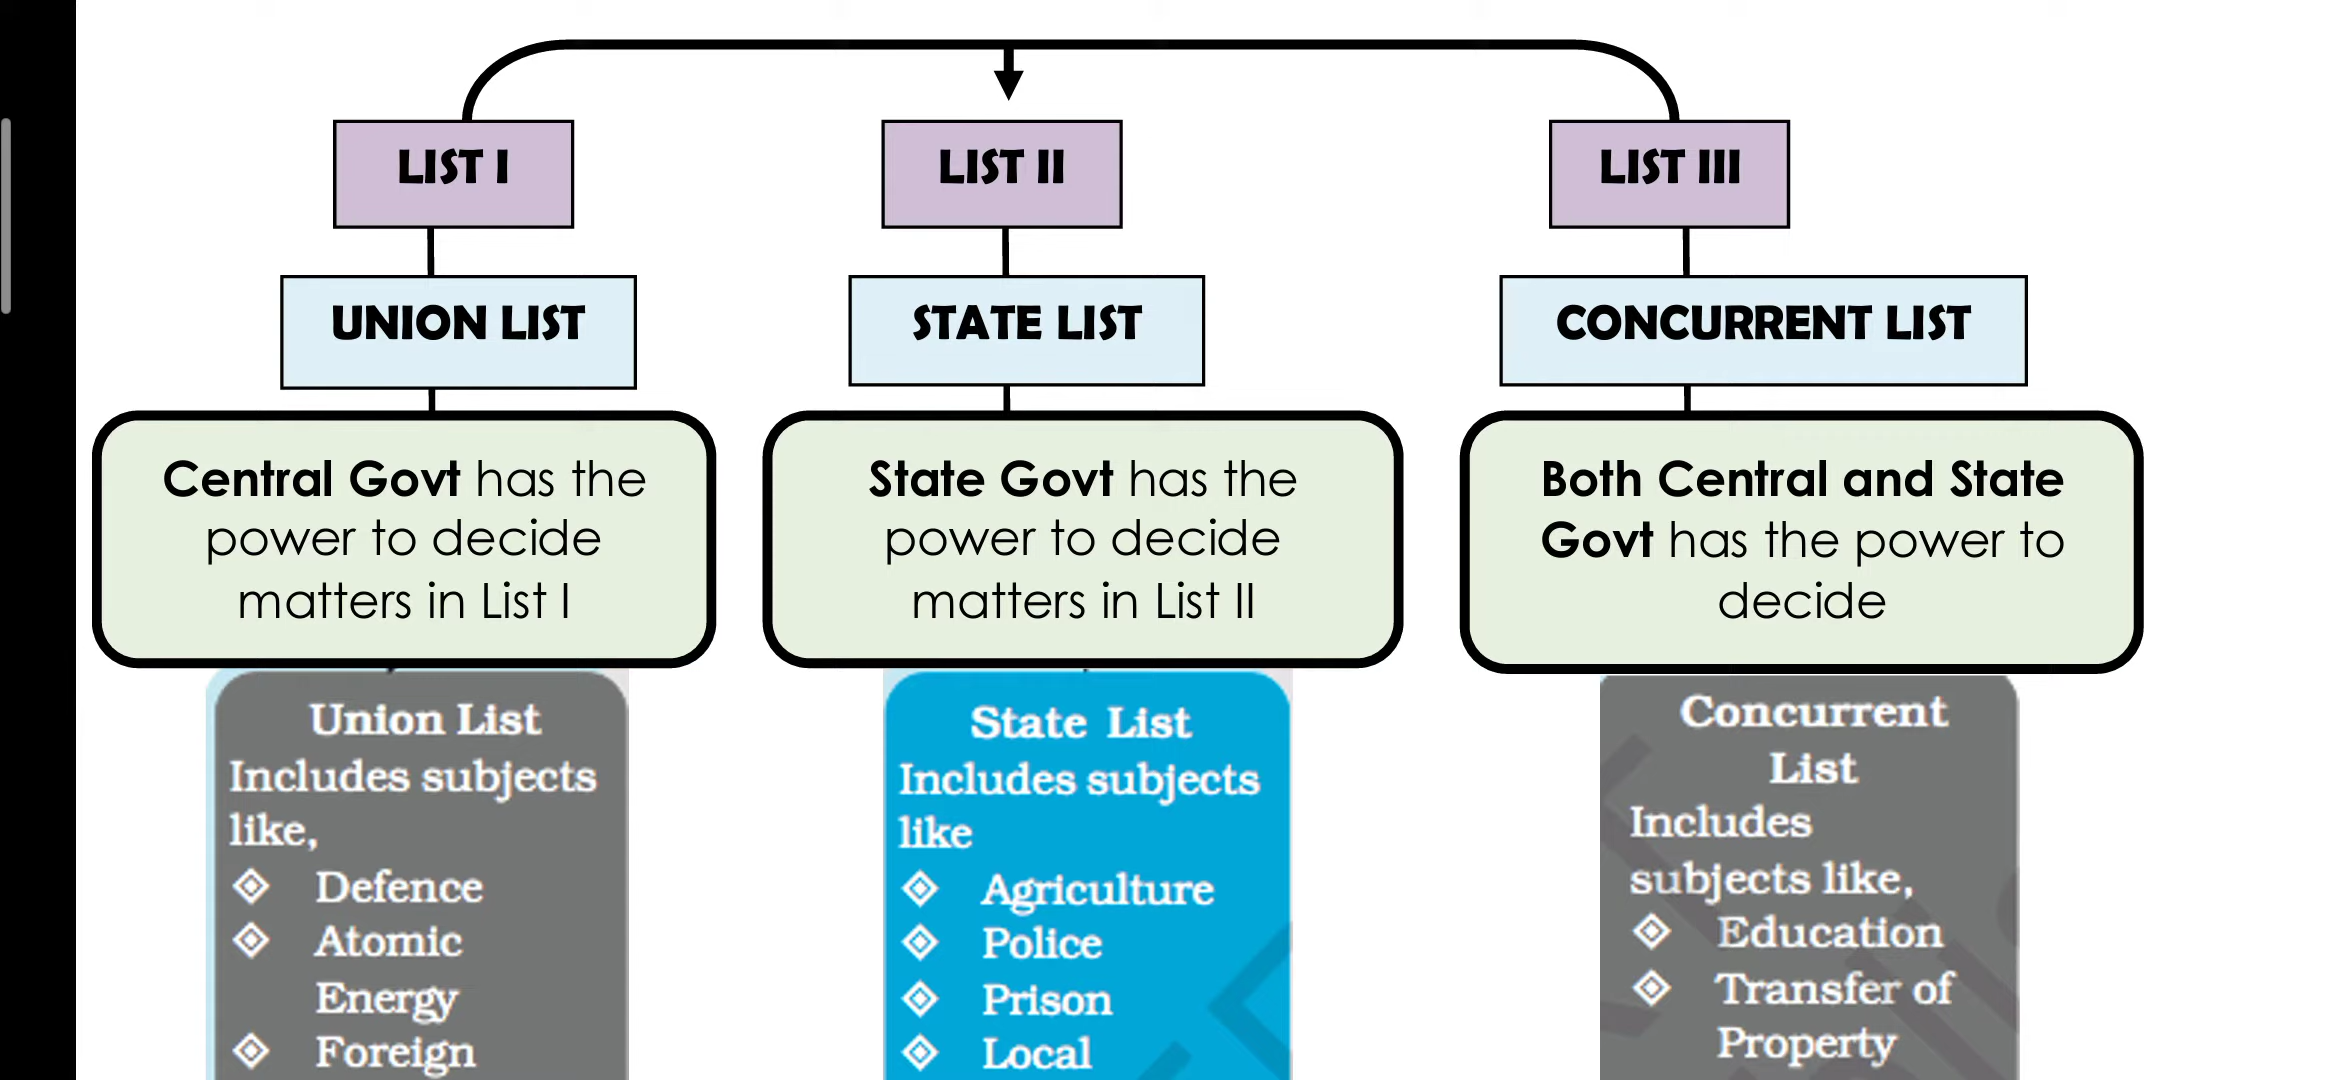 LIST I
LIST II
LIST III
UNION LIST
STATE LIST
CONCURRENT LIST
Central Govt has the
power to decide
matters in List I
State Govt has the
power to decide
matters in List II
Both Central and State
Govt has the power to
decide
Union List
Includes subjects
like,
Defence
Atomic
Energy
Foreign
State List
Includes subjects
like
Agriculture
Police
Prison
Local
Concurrent
List
Includes
subjects like,
Education
Transfer of
Property